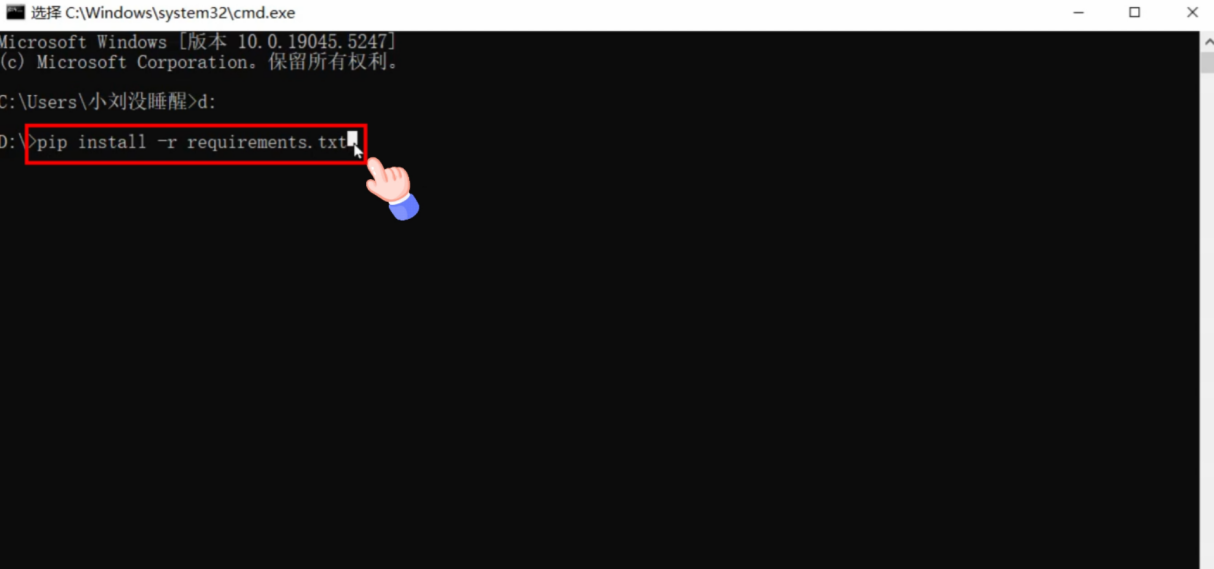 选择 C:\Windows\system32\cmd.exe
Microsoft Windows [版本 10.0.19045.5247]
(c) Microsoft Corporation。保留所有权利。
C:\Users\小刘没睡醒>d:
D:\>pip install -r requirements.txt